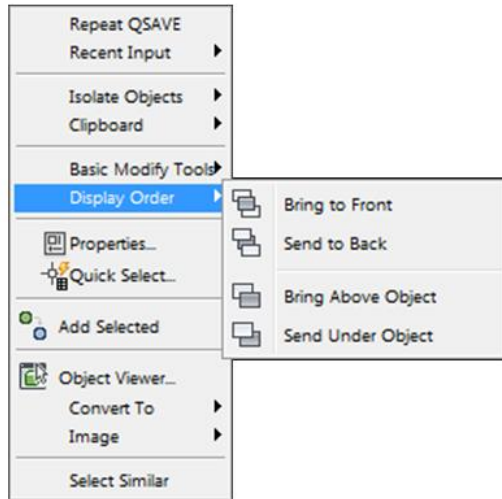 Repeat QSAVE
Recent Input
Isolate Objects
Clipboard
Basic Modify Tools
Display Order
Properties...
Quick Select...
Add Selected
Object Viewer...
Convert To
Image
Select Similar
Bring to Front
Send to Back
Bring Above Object
Send Under Object